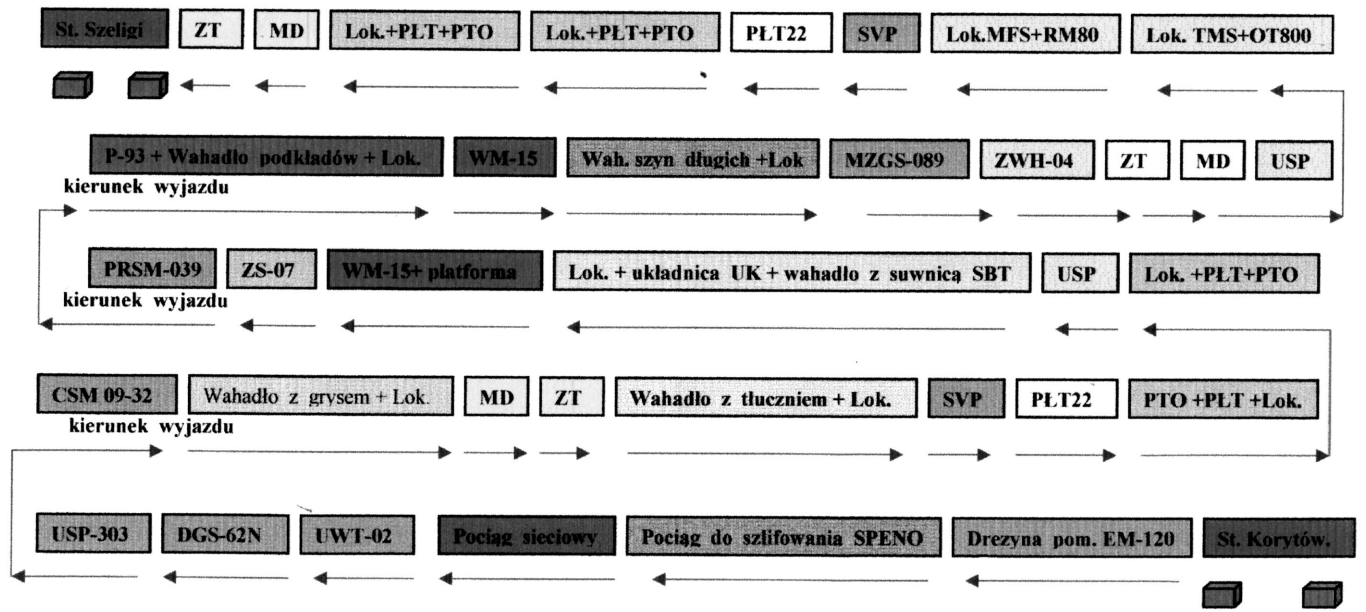 St. Szeligi ZT MD Lok.+PŁT+PTO Lok.+PŁT+PTO PŁT22 SVP Lok.MFS+RM80 Lok. TMS+OT800
P-93 + Wahadło podkładów + Lok. WM-15 Wah. szyn długich +Lok MZGS-089 ZWH-04 ZT MD USP
kierunek wyjazdu
PRSM-039 ZS-07 WM-15+ platforma Lok. + układnica UK + wahadło z suwnicą SBT USP Lok. +PŁT+PTO
kierunek wyjazdu
CSM 09-32 Wahadło z grysem + Lok. MD ZT Wahadło z tłuczniem + Lok. SVP PŁT22 PTO +PŁT +Lok.
kierunek wyjazdu
USP-303 DGS-62N UWT-02 Pociąg sieciowy Pociąg do szlifowania SPENO Drezyna pom. EM-120 St. Korytów.